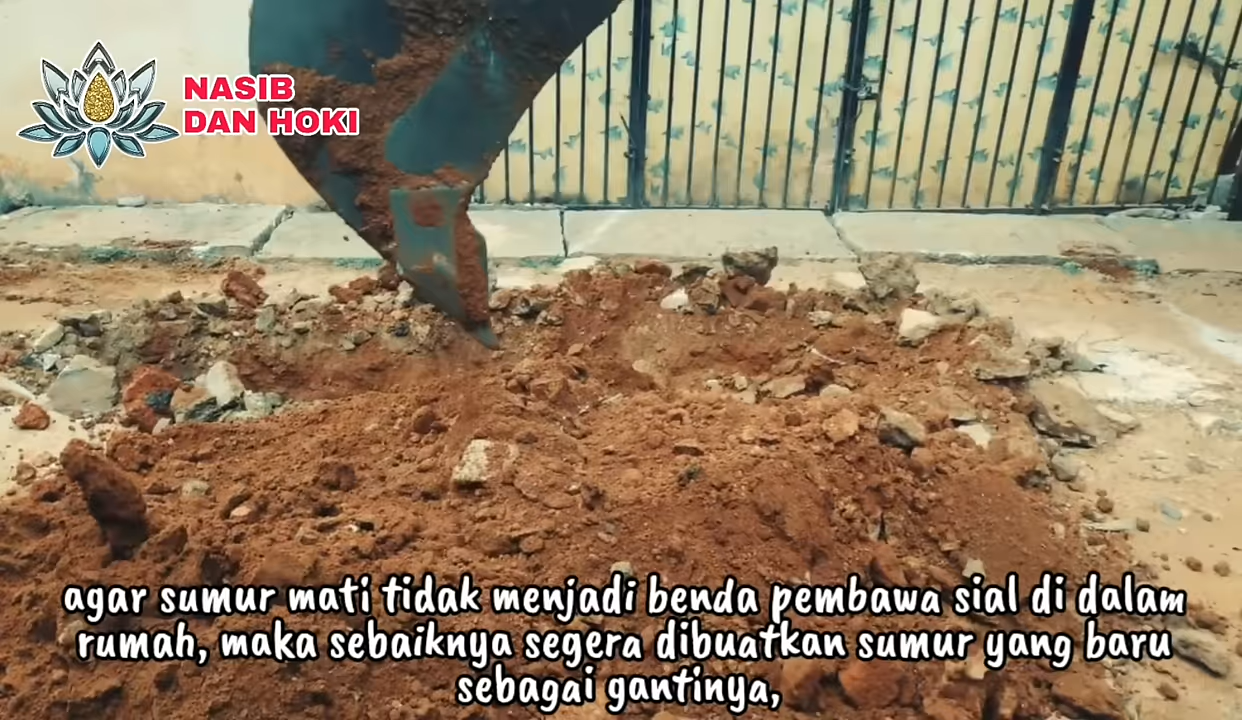 NASIB
DAN HOKI
agar sumur mati tidak menjadi benda pembawa sial di dalam
rumah, maka sebaiknya segera dibuatkan sumur yang baru
sebagai gantinya,